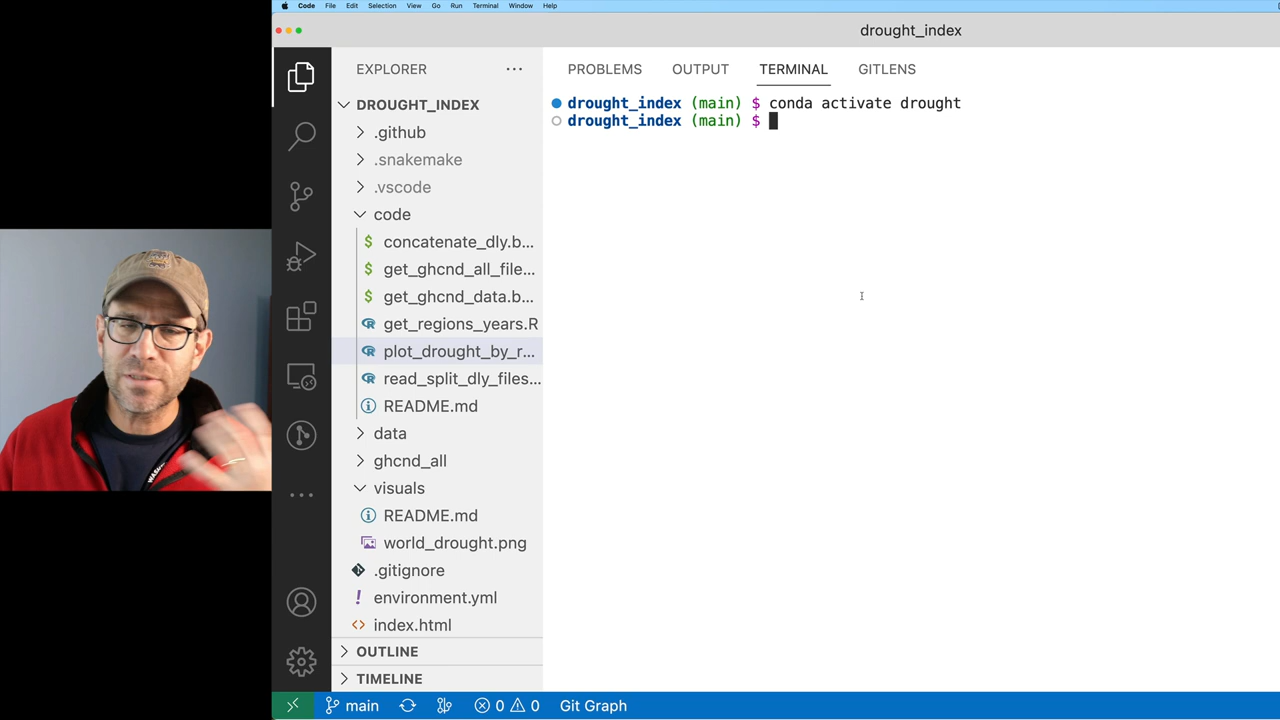 Code File Edit Selection View Go Run Terminal Window Help
drought_index
EXPLORER ...
DROUGHT_INDEX
.github
.snakemake
.vscode
code
$ concatenate_dly.b...
$ get_ghcnd_all_file...
$ get_ghcnd_data.b...
get_regions_years.R
plot_drought_by_r...
read_split_dly_files...
README.md
data
ghcnd_all
visuals
README.md
world_drought.png
.gitignore
! environment.yml
<> index.html
OUTLINE
TIMELINE
PROBLEMS OUTPUT TERMINAL GITLENS
drought_index (main) $ conda activate drought
drought_index (main) $
main 0 0 Git Graph